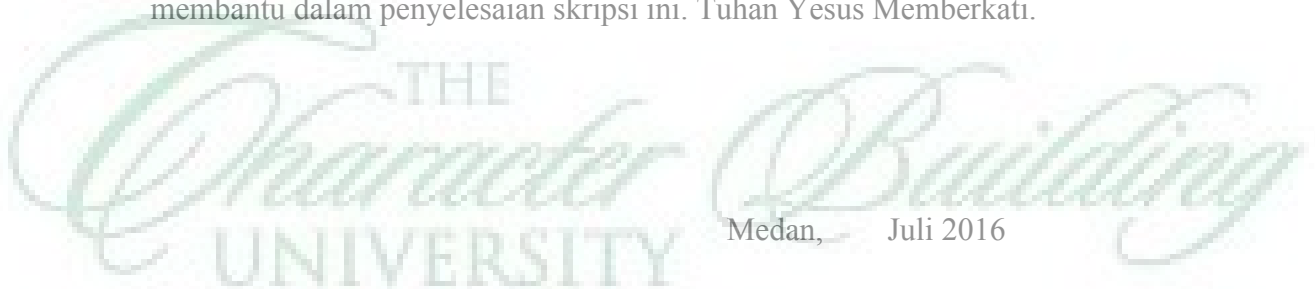 membantu dalam penyelesaian skripsi ini. Tuhan Yesus Memberkati.
THE
Character Building
UNIVERSITY
Medan, Juli 2016